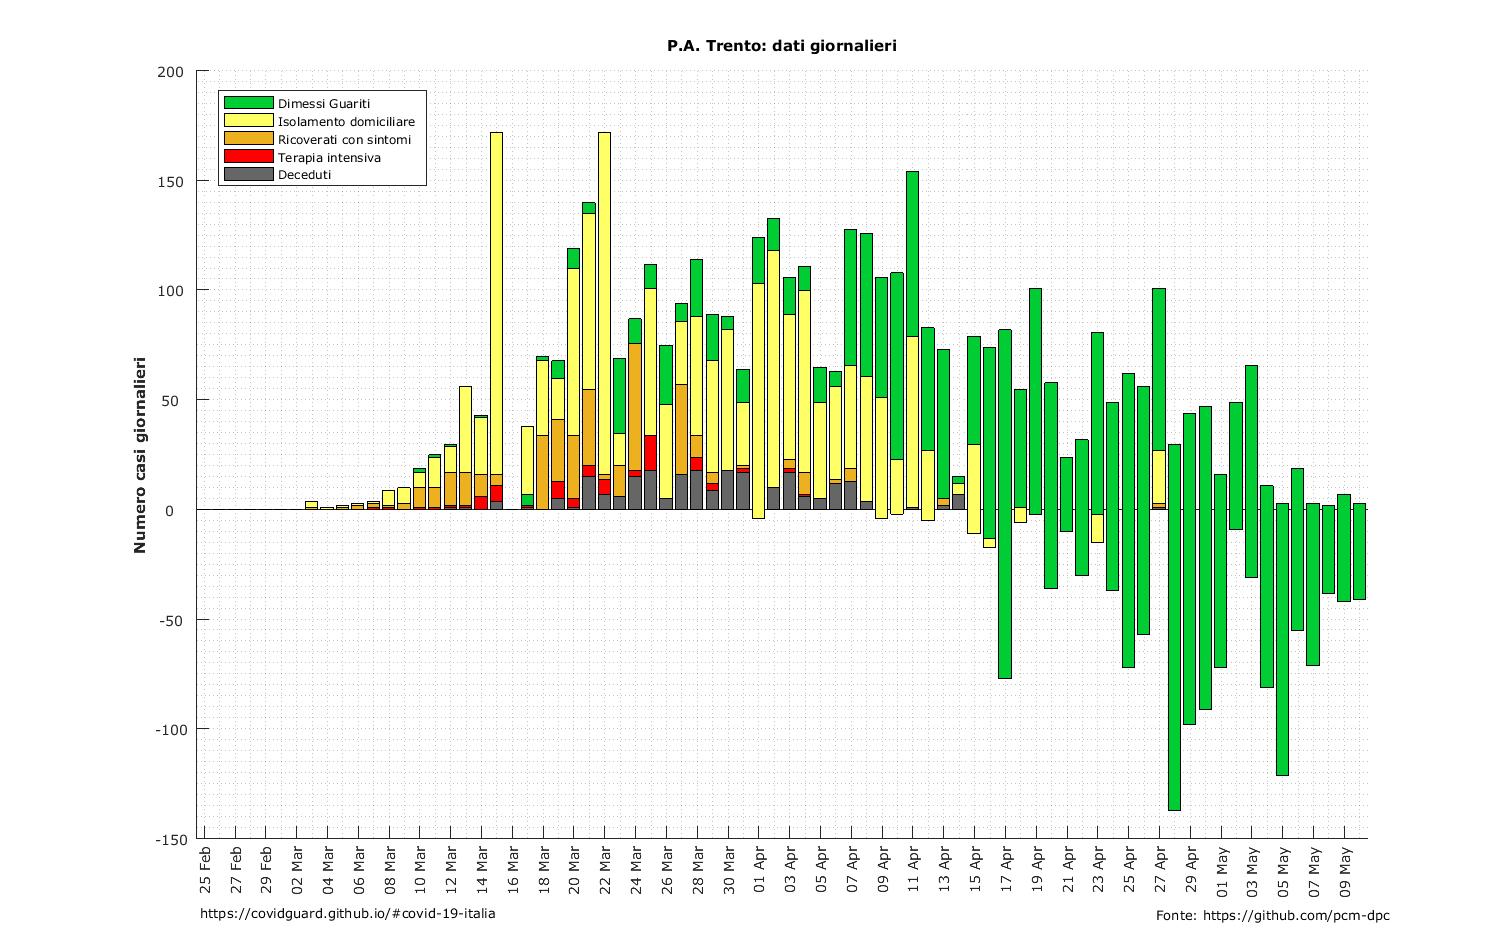 P.A. Trento: dati giornalieri
200
150
100
50
0
-50
-100
-150
Numero casi giornalieri
Dimessi Guariti
Isolamento domiciliare
Ricoverati con sintomi
Terapia intensiva
Deceduti
25 Feb
27 Feb
29 Feb
02 Mar
04 Mar
06 Mar
08 Mar
10 Mar
12 Mar
14 Mar
16 Mar
18 Mar
20 Mar
22 Mar
24 Mar
26 Mar
28 Mar
30 Mar
01 Apr
03 Apr
05 Apr
07 Apr
09 Apr
11 Apr
13 Apr
15 Apr
17 Apr
19 Apr
21 Apr
23 Apr
25 Apr
27 Apr
29 Apr
01 May
03 May
05 May
07 May
09 May
https://covidguard.github.io/#covid-19-italia
Fonte: https://github.com/pcm-dpc